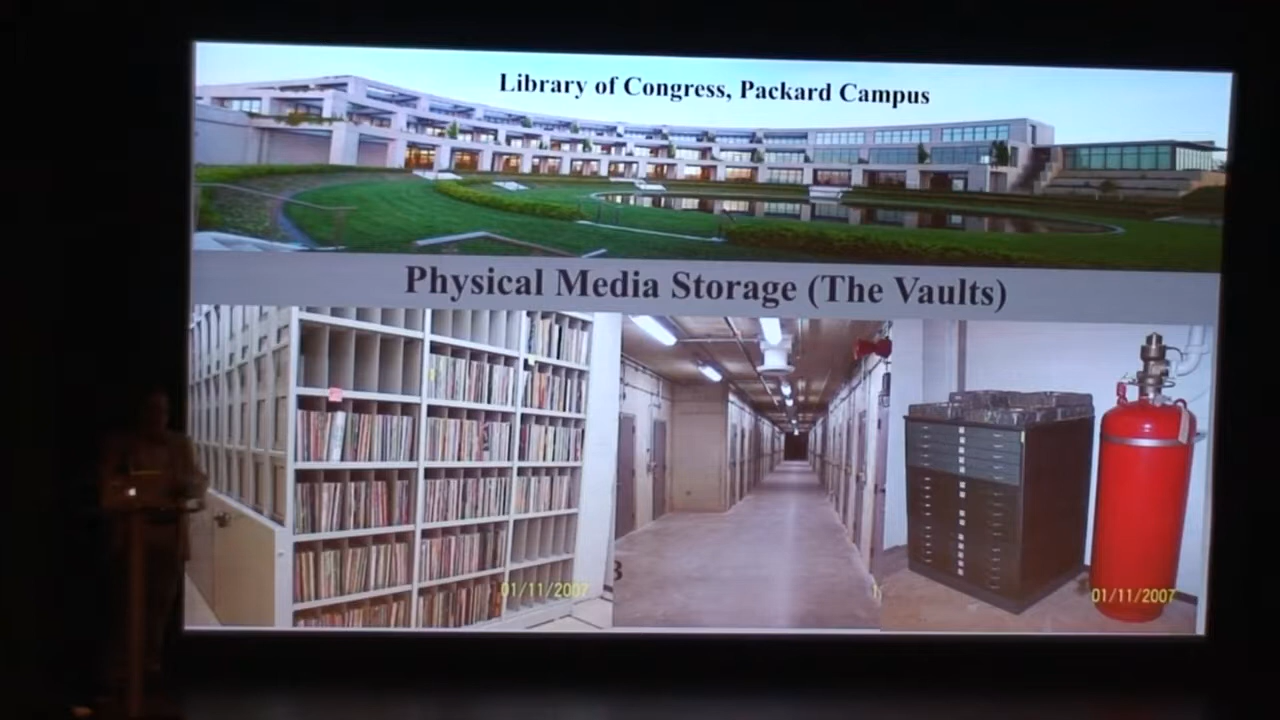 Library of Congress, Packard Campus
Physical Media Storage (The Vaults)
01/11/2007
01/11/2007